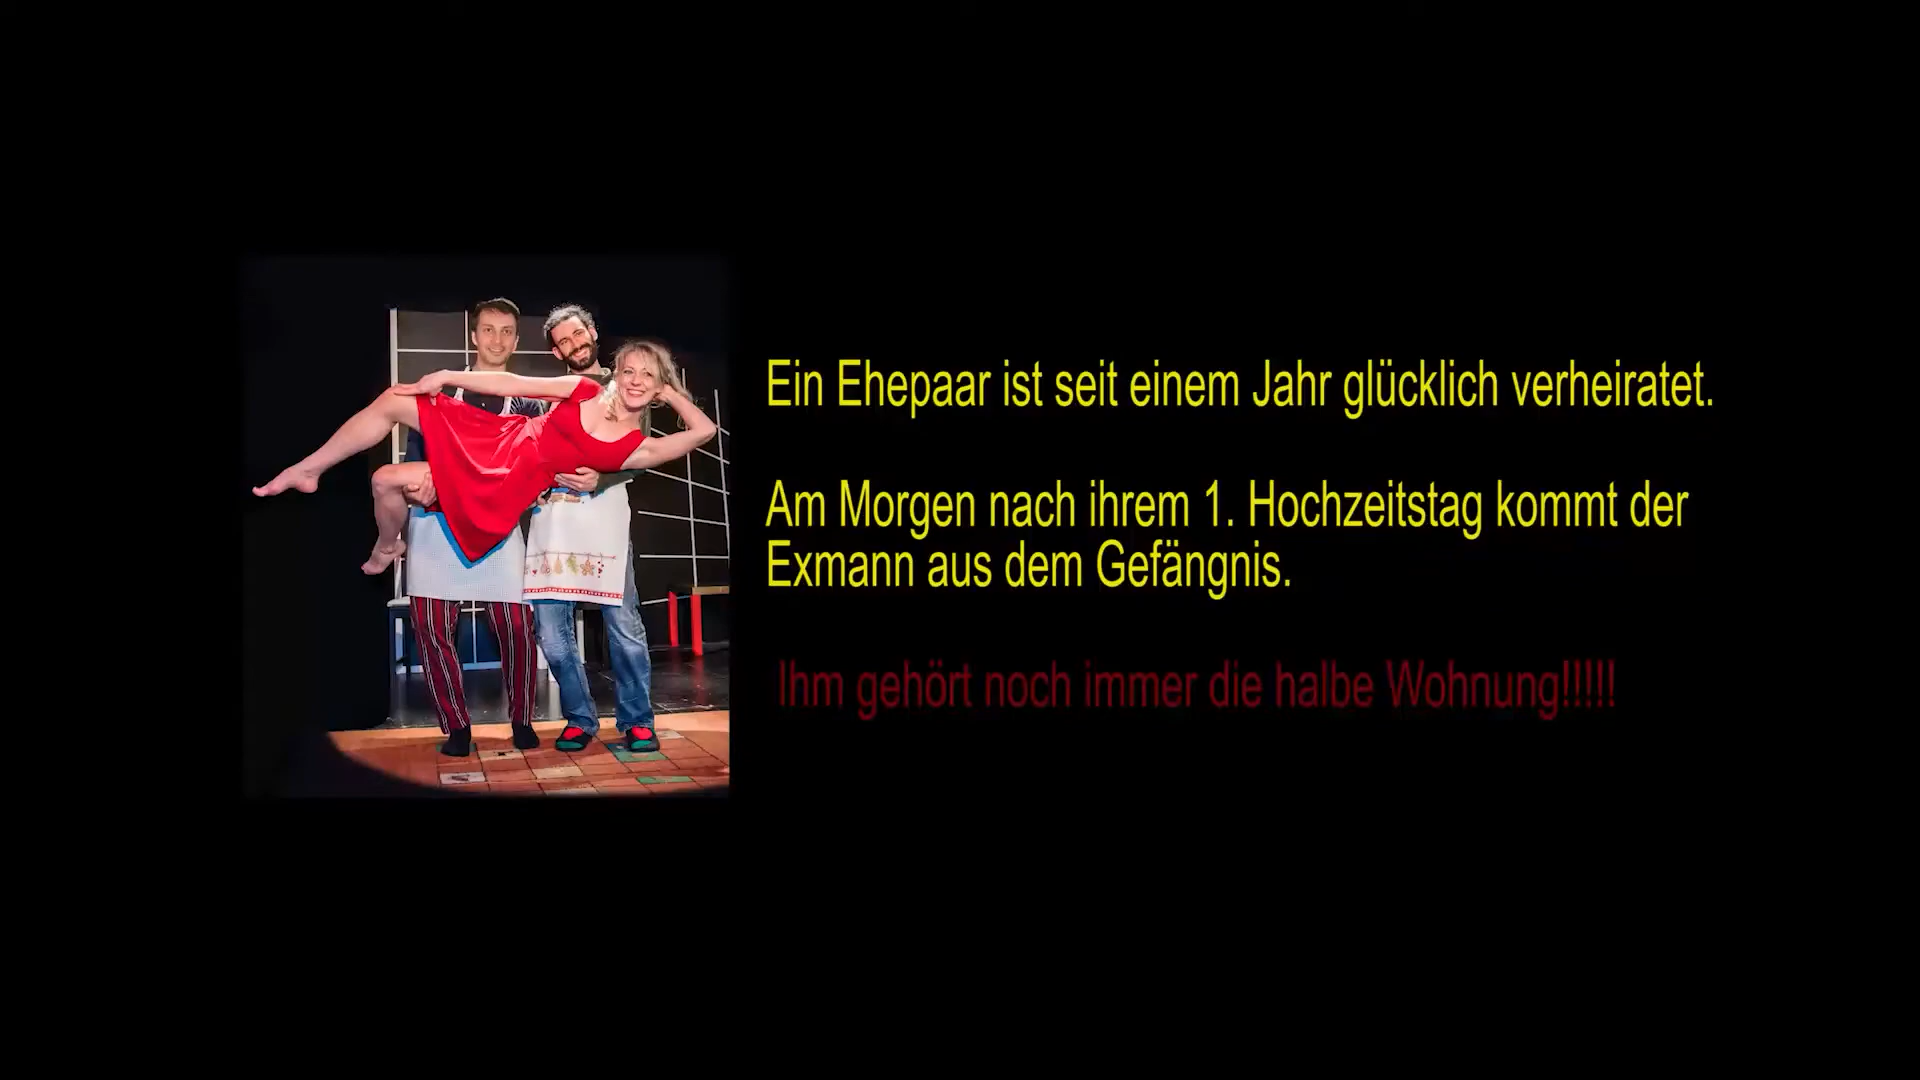 Ein Ehepaar ist seit einem Jahr glücklich verheiratet.
Am Morgen nach ihrem 1. Hochzeitstag kommt der
Exmann aus dem Gefängnis.
Ihm gehört noch immer die halbe Wohnung!!!!!